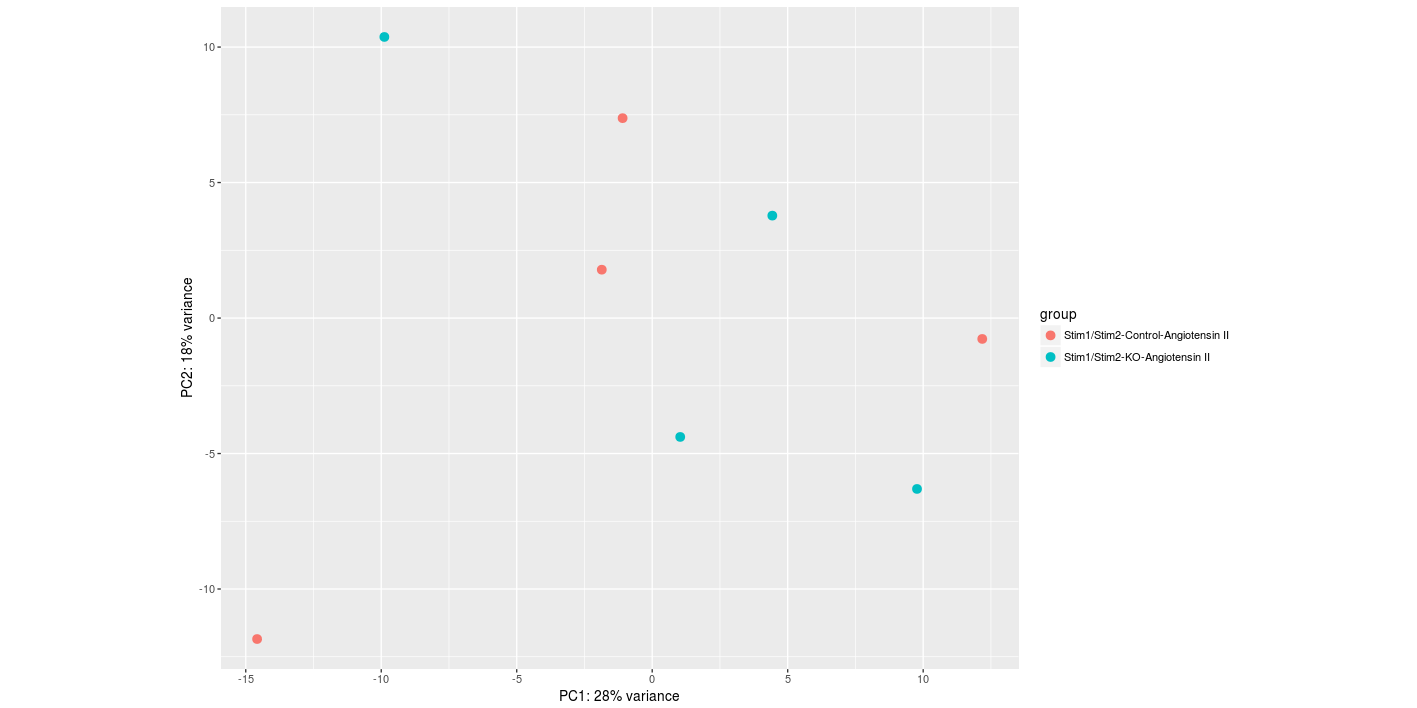 10
5
0
-5
-10
PC2: 18% variance
-15
-10
-5
0
5
10
PC1: 28% variance
group
Stim1/Stim2-Control-Angiotensin II
Stim1/Stim2-KO-Angiotensin II